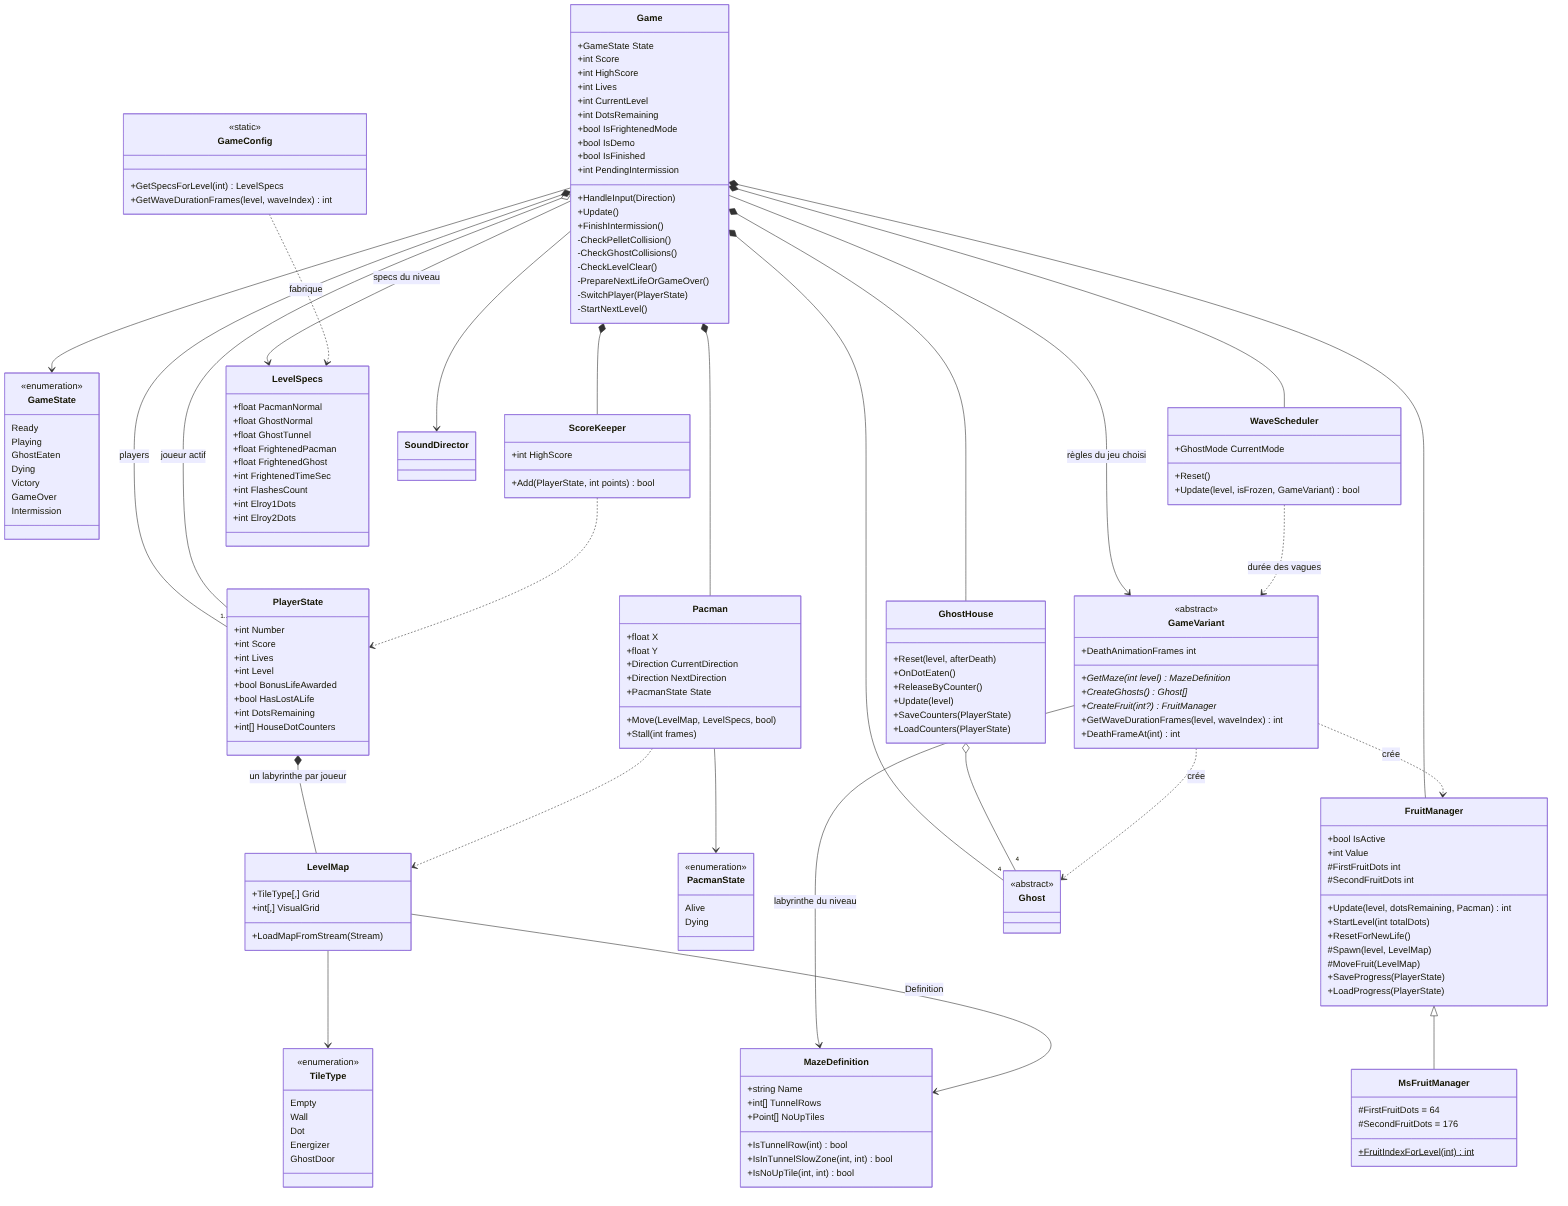 Game
+GameState State
+int Score
+int HighScore
+int Lives
+int CurrentLevel
+int DotsRemaining
+bool IsFrightenedMode
+bool IsDemo
+bool IsFinished
+int PendingIntermission
+HandleInput(Direction)
+Update()
+FinishIntermission()
-CheckPelletCollision()
-CheckGhostCollisions()
-CheckLevelClear()
-PrepareNextLifeOrGameOver()
-SwitchPlayer(PlayerState)
-StartNextLevel()
«static»
GameConfig
+GetSpecsForLevel(int) : LevelSpecs
+GetWaveDurationFrames(level, waveIndex) : int
fabrique
specs du niveau
players
joueur actif
règles du jeu choisi
«enumeration»
GameState
Ready
Playing
GhostEaten
Dying
Victory
GameOver
Intermission
LevelSpecs
+float PacmanNormal
+float GhostNormal
+float GhostTunnel
+float FrightenedPacman
+float FrightenedGhost
+int FrightenedTimeSec
+int FlashesCount
+int Elroy1Dots
+int Elroy2Dots
SoundDirector
ScoreKeeper
+int HighScore
+Add(PlayerState, int points) : bool
WaveScheduler
+GhostMode CurrentMode
+Reset()
+Update(level, isFrozen, GameVariant) : bool
durée des vagues
1..
PlayerState
+int Number
+int Score
+int Lives
+int Level
+bool BonusLifeAwarded
+bool HasLostALife
+int DotsRemaining
+int[] HouseDotCounters
Pacman
+float X
+float Y
+Direction CurrentDirection
+Direction NextDirection
+PacmanState State
+Move(LevelMap, LevelSpecs, bool)
+Stall(int frames)
GhostHouse
+Reset(level, afterDeath)
+OnDotEaten()
+ReleaseByCounter()
+Update(level)
+SaveCounters(PlayerState)
+LoadCounters(PlayerState)
«abstract»
GameVariant
+DeathAnimationFrames int
+GetMaze(int level) : MazeDefinition
+CreateGhosts() : Ghost[]
+CreateFruit(int?) : FruitManager
+GetWaveDurationFrames(level, waveIndex) : int
+DeathFrameAt(int) : int
un labyrinthe par joueur
crée
crée
LevelMap
+TileType[,] Grid
+int[,] VisualGrid
+LoadMapFromStream(Stream)
«enumeration»
PacmanState
Alive
Dying
4
4
«abstract»
Ghost
labyrinthe du niveau
Definition
FruitManager
+bool IsActive
+int Value
#FirstFruitDots int
#SecondFruitDots int
+Update(level, dotsRemaining, Pacman) : int
+StartLevel(int totalDots)
+ResetForNewLife()
#Spawn(level, LevelMap)
#MoveFruit(LevelMap)
+SaveProgress(PlayerState)
+LoadProgress(PlayerState)
«enumeration»
TileType
Empty
Wall
Dot
Energizer
GhostDoor
MazeDefinition
+string Name
+int[] TunnelRows
+Point[] NoUpTiles
+IsTunnelRow(int) : bool
+IsInTunnelSlowZone(int, int) : bool
+IsNoUpTile(int, int) : bool
MsFruitManager
#FirstFruitDots = 64
#SecondFruitDots = 176
+FruitIndexForLevel(int) : int